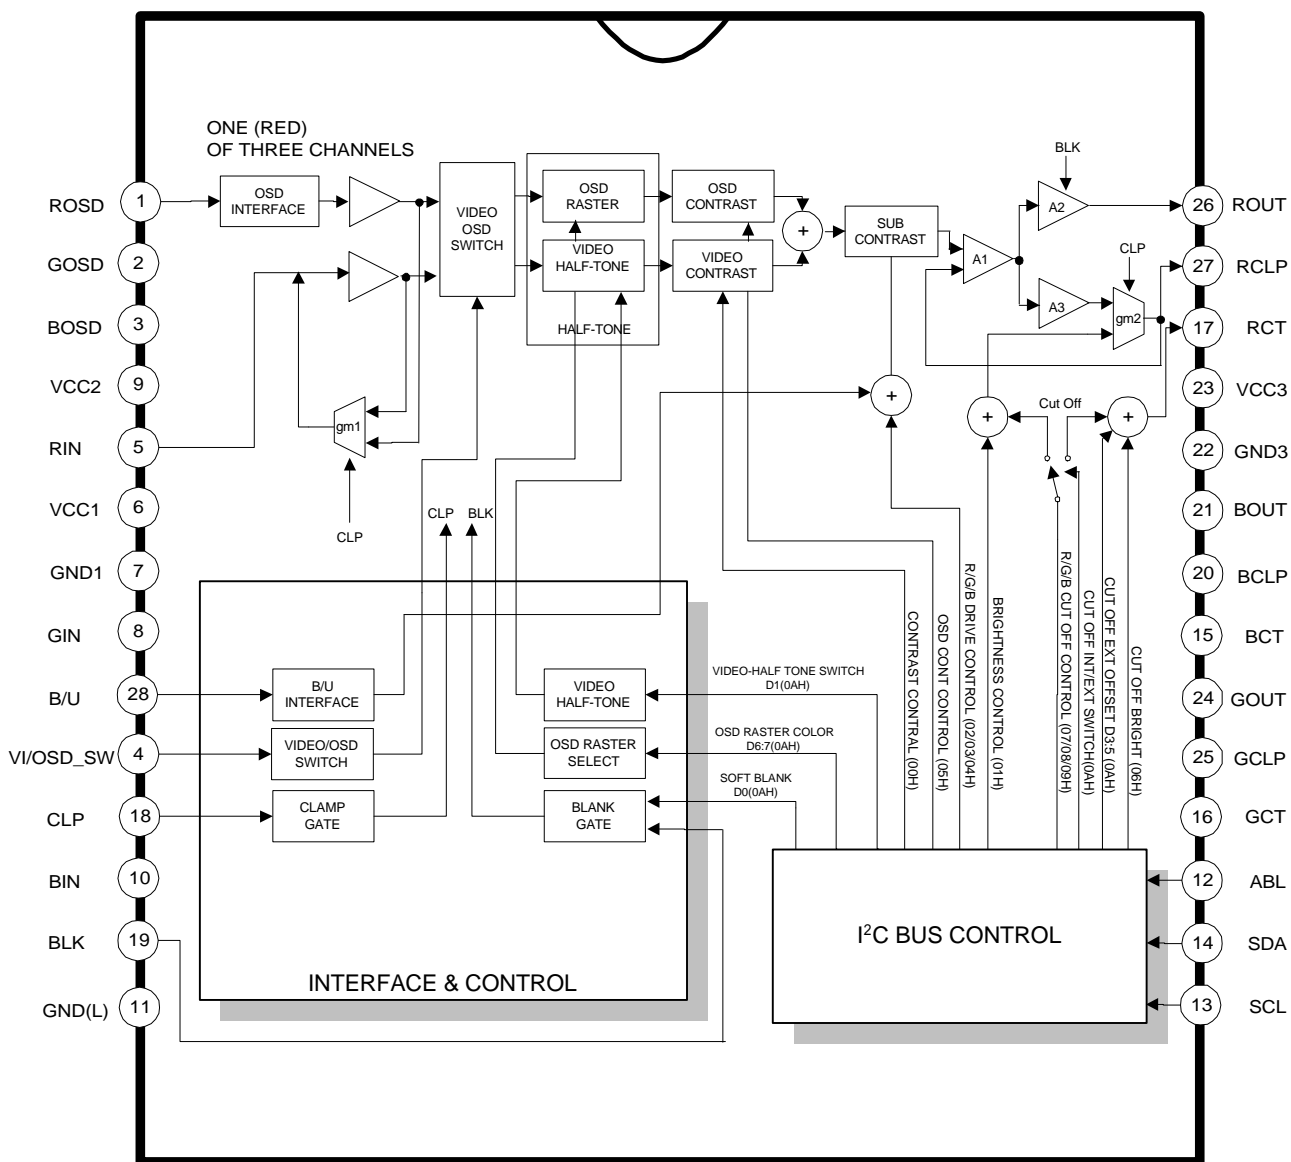 ONE (RED)
OF THREE CHANNELS
ROSD
1
GOSD
2
BOSD
3
VCC2
9
RIN
5
VCC1
6
GND1
7
GIN
8
B/U
28
VI/OSD_SW
4
CLP
18
BIN
10
BLK
19
GND(L)
11
OSD
INTERFACE
VIDEO
OSD
SWITCH
OSD
RASTER
VIDEO
HALF-TONE
HALF-TONE
OSD
CONTRAST
VIDEO
CONTRAST
+
SUB
CONTRAST
A1
BLK
A2
A3
CLP
gm2
gm1
CLP
+
+
Cut Off
+
CLP
BLK
B/U
INTERFACE
VIDEO/OSD
SWITCH
CLAMP
GATE
VIDEO
HALF-TONE
OSD RASTER
SELECT
BLANK
GATE
INTERFACE & CONTROL
VIDEO-HALF TONE SWITCH
D1(0AH)
OSD RASTER COLOR
D6:7(0AH)
SOFT BLANK
D0(0AH)
CONTRAST CONTRAL (00H)
OSD CONT CONTROL (05H)
R/G/B DRIVE CONTROL (02/03/04H)
BRIGHTNESS CONTROL (01H)
R/G/B CUT OFF CONTROL (07/08/09H)
CUT OFF INT/EXT SWITCH(0AH)
CUT OFF EXT OFFSET D3:5 (0AH)
CUT OFF BRIGHT (06H)
I²C BUS CONTROL
26
ROUT
27
RCLP
17
RCT
23
VCC3
22
GND3
21
BOUT
20
BCLP
15
BCT
24
GOUT
25
GCLP
16
GCT
12
ABL
14
SDA
13
SCL